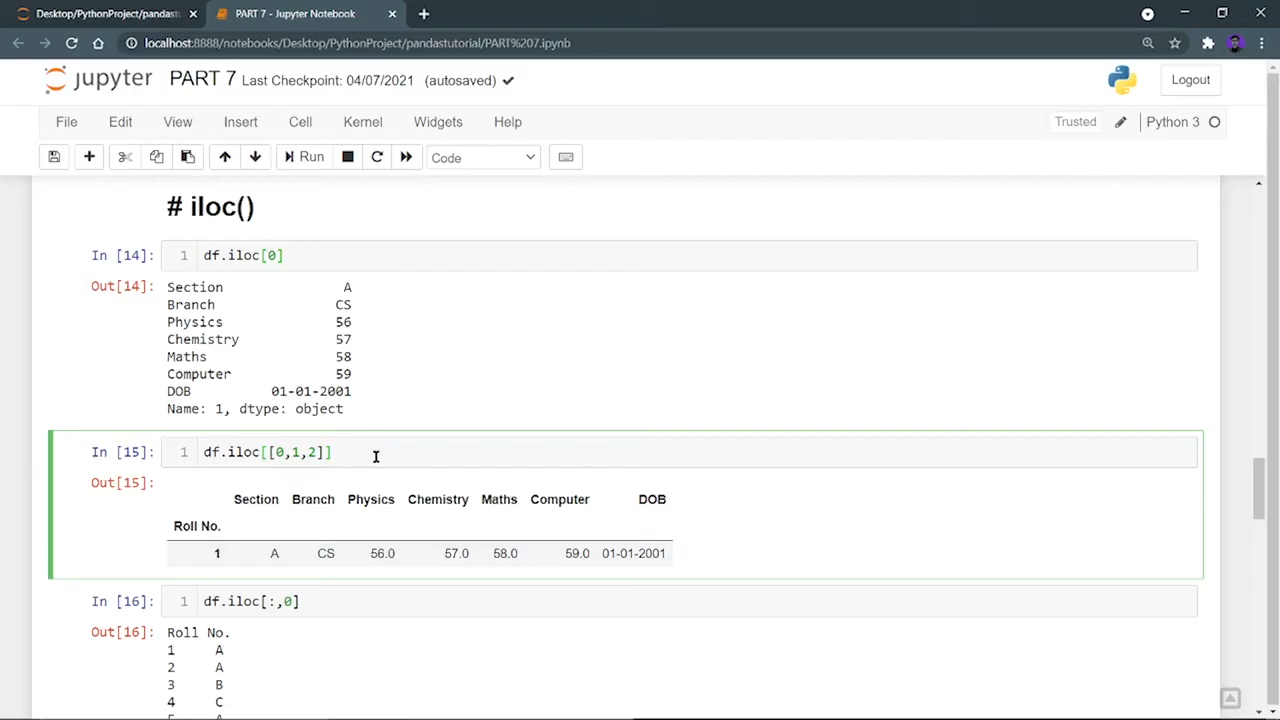 Desktop/PythonProject/pandastut
PART 7 - Jupyter Notebook
localhost:8888/notebooks/Desktop/PythonProject/pandastutorial/PART%207.ipynb
jupyter PART 7 Last Checkpoint: 04/07/2021 (autosaved)
Logout
File Edit View Insert Cell Kernel Widgets Help
Trusted
Python 3
Run
Code
# iloc()
In [14]: 1 df.iloc[0]
Out[14]: Section A
Branch CS
Physics 56
Chemistry 57
Maths 58
Computer 59
DOB 01-01-2001
Name: 1, dtype: object
In [15]: 1 df.iloc[[0,1,2]]
Out[15]:
Section Branch Physics Chemistry Maths Computer DOB
Roll No.
1 A CS 56.0 57.0 58.0 59.0 01-01-2001
In [16]: 1 df.iloc[:,0]
Out[16]: Roll No.
1 A
2 A
3 B
4 C